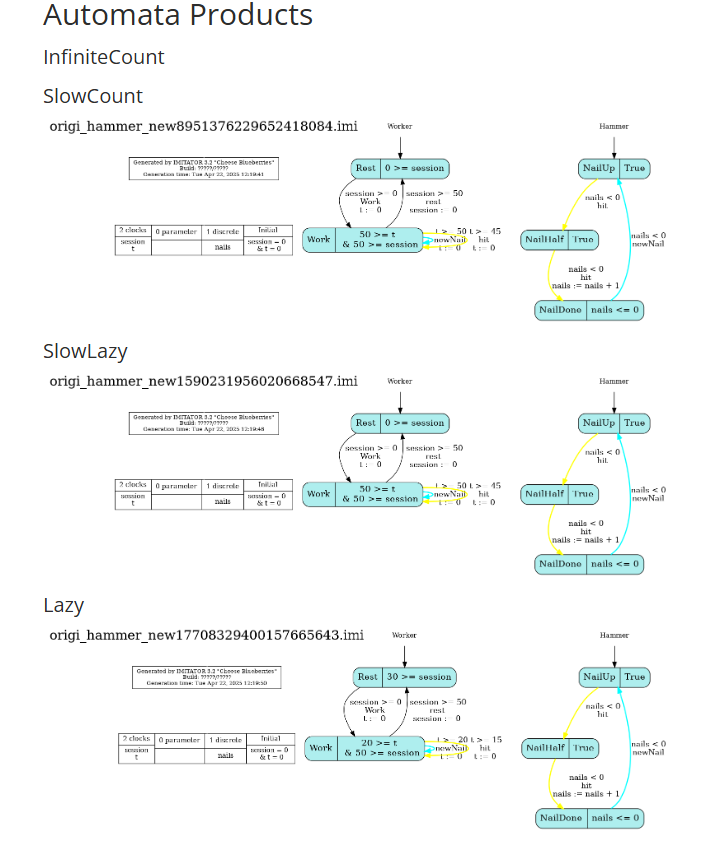 Automata Products
InfiniteCount
SlowCount
origi_hammer_new8951376229652418084.imi
Worker
Hammer
Generated by IMITATOR 3.2 "Cheese Blueberries"
Build: ?????/?????
Generation time: Tue Apr 22, 2025 12:19:41
Rest 0 >= session
NailUp True
session >= 0
Work
t := 0
session >= 50
rest
session := 0
nails < 0
hit
2 clocks 0 parameter 1 discrete Initial
session nails session = 0
t & t = 0
Work 50 >= t
& 50 >= session
t >= 50 t >= 45
newNail hit
t := 0 t := 0
NailHalf True
nails < 0
newNail
nails < 0
hit
nails := nails + 1
NailDone nails <= 0
SlowLazy
origi_hammer_new1590231956020668547.imi
Worker
Hammer
Generated by IMITATOR 3.2 "Cheese Blueberries"
Build: ?????/?????
Generation time: Tue Apr 22, 2025 12:19:48
Rest 0 >= session
NailUp True
session >= 0
Work
t := 0
session >= 50
rest
session := 0
nails < 0
hit
2 clocks 0 parameter 1 discrete Initial
session nails session = 0
t & t = 0
Work 50 >= t
& 50 >= session
t >= 50 t >= 45
newNail hit
t := 0 t := 0
NailHalf True
nails < 0
newNail
nails < 0
hit
nails := nails + 1
NailDone nails <= 0
Lazy
origi_hammer_new17708329400157665643.imi
Worker
Hammer
Generated by IMITATOR 3.2 "Cheese Blueberries"
Build: ?????/?????
Generation time: Tue Apr 22, 2025 12:19:50
Rest 30 >= session
NailUp True
session >= 0
Work
t := 0
session >= 50
rest
session := 0
nails < 0
hit
2 clocks 0 parameter 1 discrete Initial
session nails session = 0
t & t = 0
Work 20 >= t
& 50 >= session
t >= 20 t >= 15
newNail hit
t := 0 t := 0
NailHalf True
nails < 0
newNail
nails < 0
hit
nails := nails + 1
NailDone nails <= 0